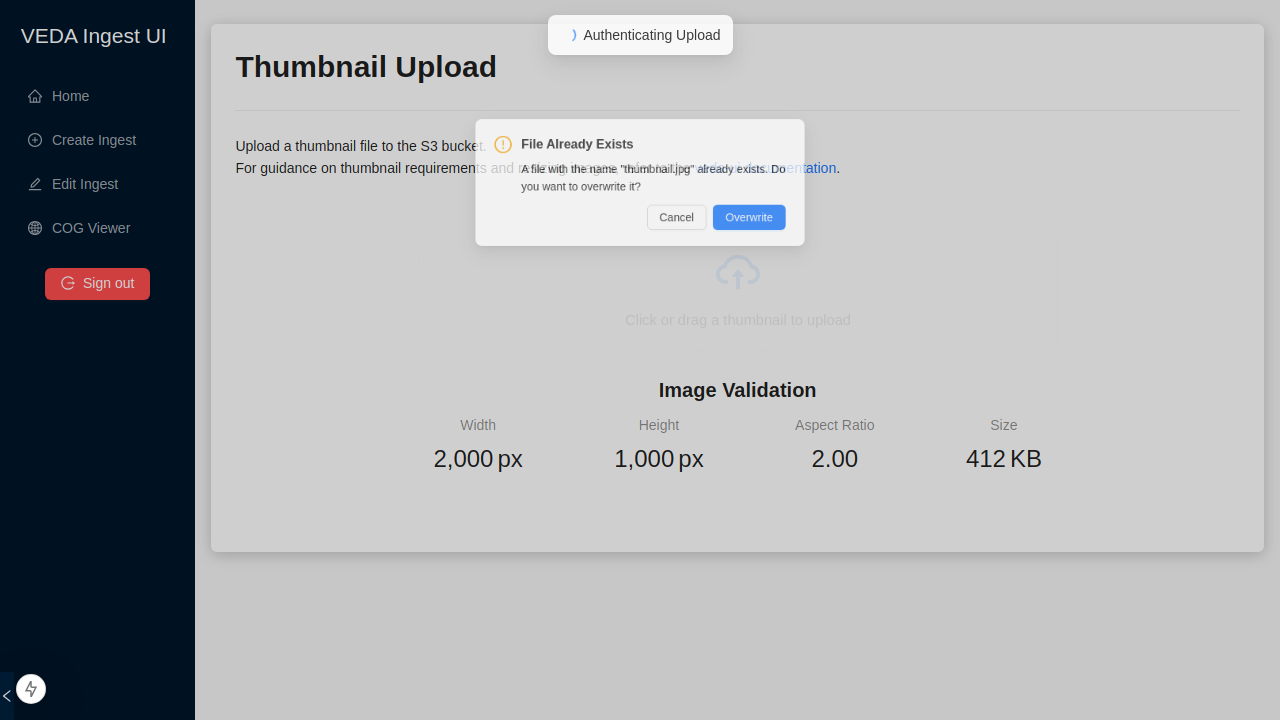 VEDA Ingest UI
Home
Create Ingest
Edit Ingest
COG Viewer
Sign out
Authenticating Upload
Thumbnail Upload
Upload a thumbnail file to the S3 bucket.
For guidance on thumbnail requirements and
File Already Exists
A file with the name "thumbnail.jpg" already exists. Do
you want to overwrite it?
Cancel
Overwrite
Click or drag a thumbnail to upload
Image Validation
Width
Height
Aspect Ratio
Size
2,000 px
1,000 px
2.00
412 KB